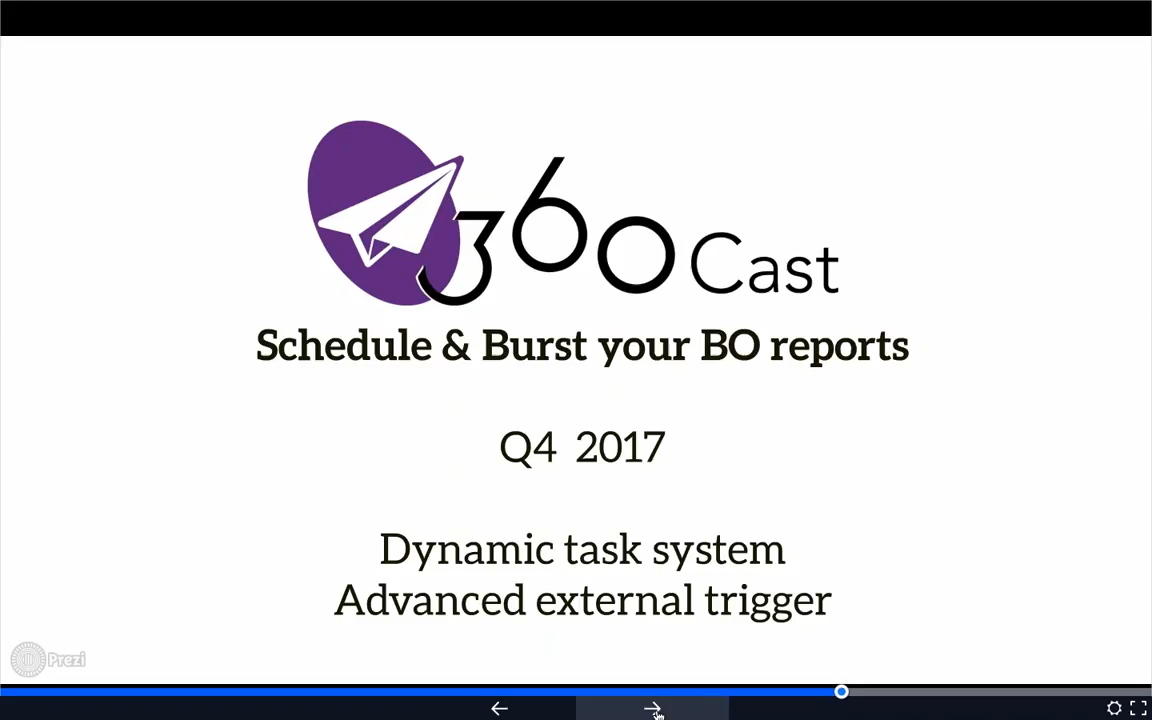 360Cast
Schedule & Burst your BO reports
Q4 2017
Dynamic task system
Advanced external trigger
Prezi